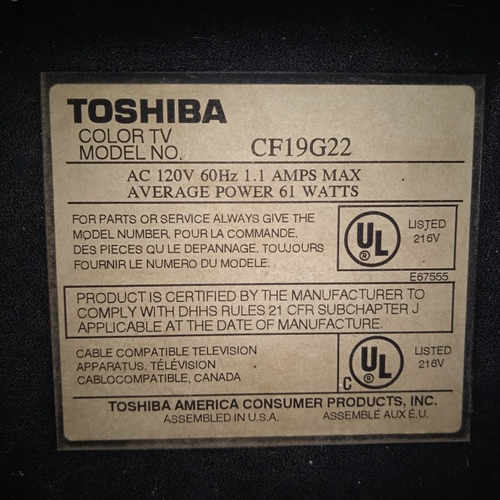 TOSHIBA
COLOR TV
MODEL NO. CF19G22
AC 120V 60Hz 1.1 AMPS MAX
AVERAGE POWER 61 WATTS
FOR PARTS OR SERVICE ALWAYS GIVE THE
MODEL NUMBER, POUR LA COMMANDE,
DES PIECES QU LE DEPANNAGE, TOUJOURS
FOURNIR LE NUMERO DU MODELE.
UL ®
LISTED
216V
E67555
PRODUCT IS CERTIFIED BY THE MANUFACTURER TO
COMPLY WITH DHHS RULES 21 CFR SUBCHAPTER J
APPLICABLE AT THE DATE OF MANUFACTURE.
CABLE COMPATIBLE TELEVISION
APPARATUS. TÉLÉVISION
CABLOCOMPATIBLE, CANADA
C UL ®
LISTED
216V
TOSHIBA AMERICA CONSUMER PRODUCTS, INC.
ASSEMBLED IN U.S.A. ASSEMBLÉ AUX É.U.